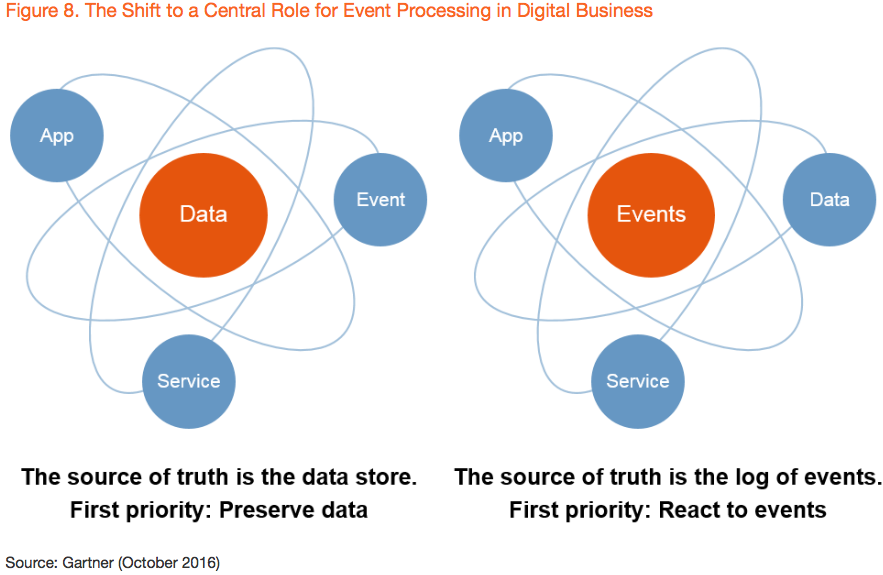 Figure 8. The Shift to a Central Role for Event Processing in Digital Business
App
Data
Event
Service
The source of truth is the data store.
First priority: Preserve data
App
Events
Data
Service
The source of truth is the log of events.
First priority: React to events
Source: Gartner (October 2016)